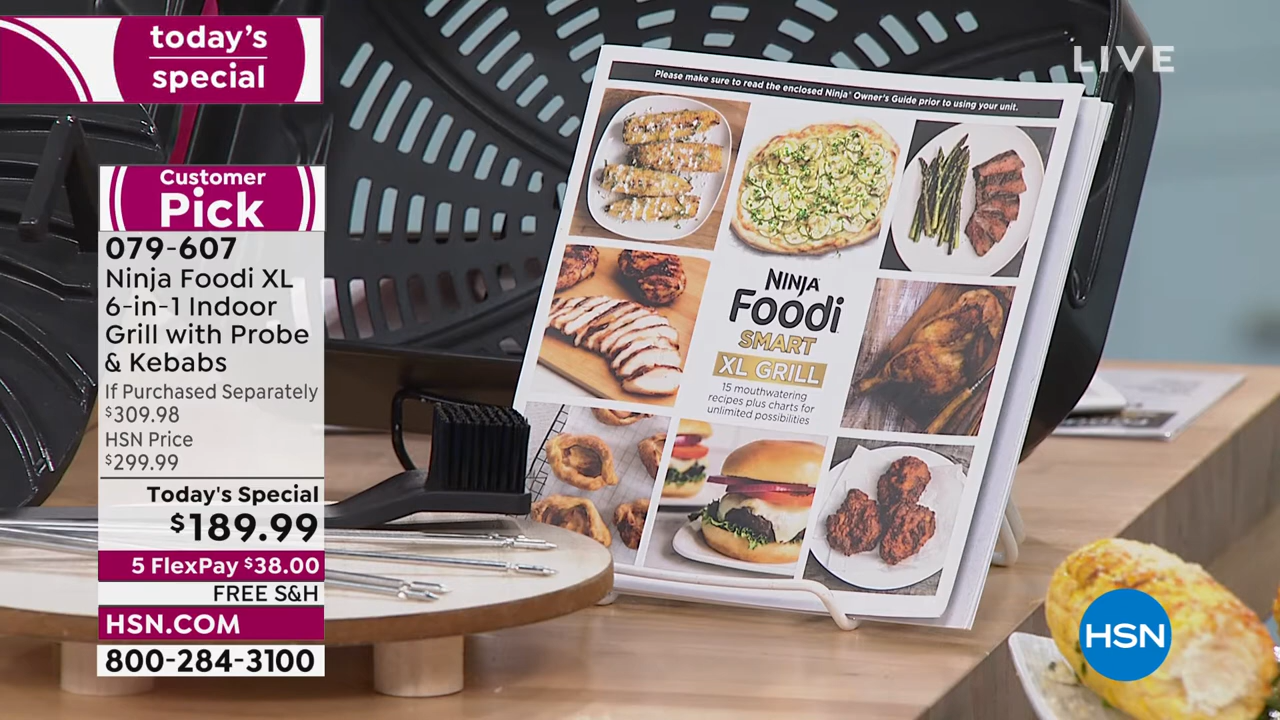 today's
special
LIVE
Customer
Pick
079-607
Ninja Foodi XL
6-in-1 Indoor
Grill with Probe
& Kebabs
If Purchased Separately
$309.98
HSN Price
$299.99
Today's Special
$189.99
5 FlexPay $38.00
FREE S&H
HSN.COM
800-284-3100
Please make sure to read the enclosed Ninja® Owner's Guide prior to using your unit.
NINJA
Foodi
SMART
XL GRILL
15 mouthwatering
recipes plus charts for
unlimited possibilities
HSN